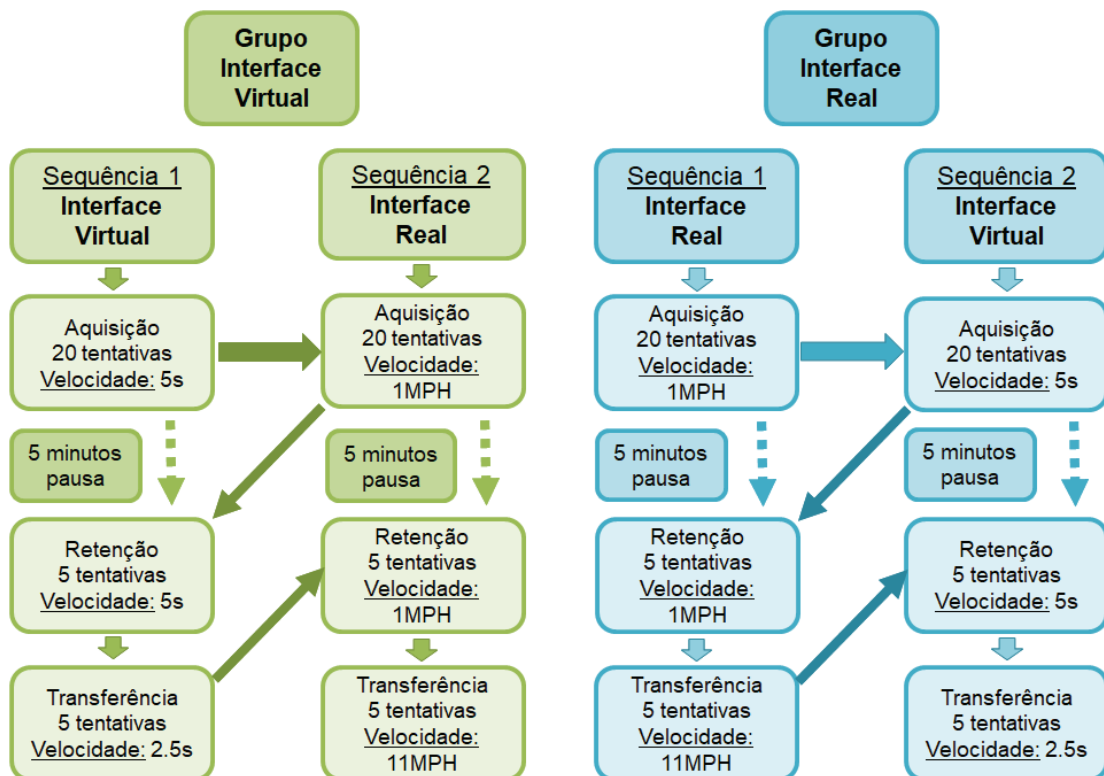 Grupo
Interface
Virtual
Sequência 1
Interface
Virtual
Aquisição
20 tentativas
Velocidade: 5s
5 minutos
pausa
Retenção
5 tentativas
Velocidade: 5s
Transferência
5 tentativas
Velocidade: 2.5s
Sequência 2
Interface
Real
Aquisição
20 tentativas
Velocidade:
1MPH
5 minutos
pausa
Retenção
5 tentativas
Velocidade:
1MPH
Transferência
5 tentativas
Velocidade:
11MPH
Grupo
Interface
Real
Sequência 1
Interface
Real
Aquisição
20 tentativas
Velocidade:
1MPH
5 minutos
pausa
Retenção
5 tentativas
Velocidade:
1MPH
Transferência
5 tentativas
Velocidade:
11MPH
Sequência 2
Interface
Virtual
Aquisição
20 tentativas
Velocidade: 5s
5 minutos
pausa
Retenção
5 tentativas
Velocidade: 5s
Transferência
5 tentativas
Velocidade: 2.5s